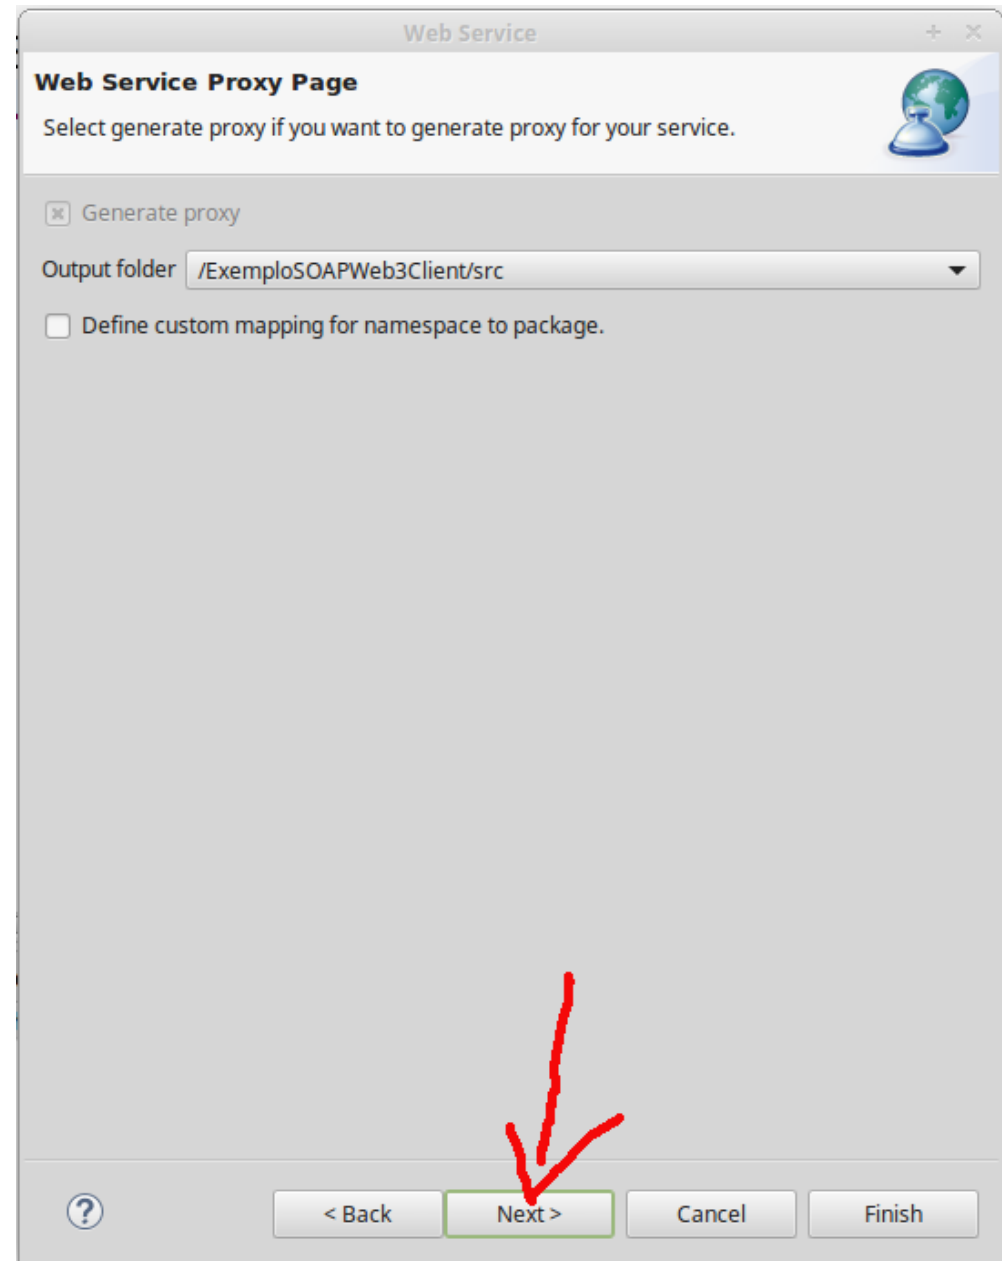 Web Service
Web Service Proxy Page
Select generate proxy if you want to generate proxy for your service.
Generate proxy
Output folder /ExemploSOAPWeb3Client/src
Define custom mapping for namespace to package.
? < Back Next > Cancel Finish